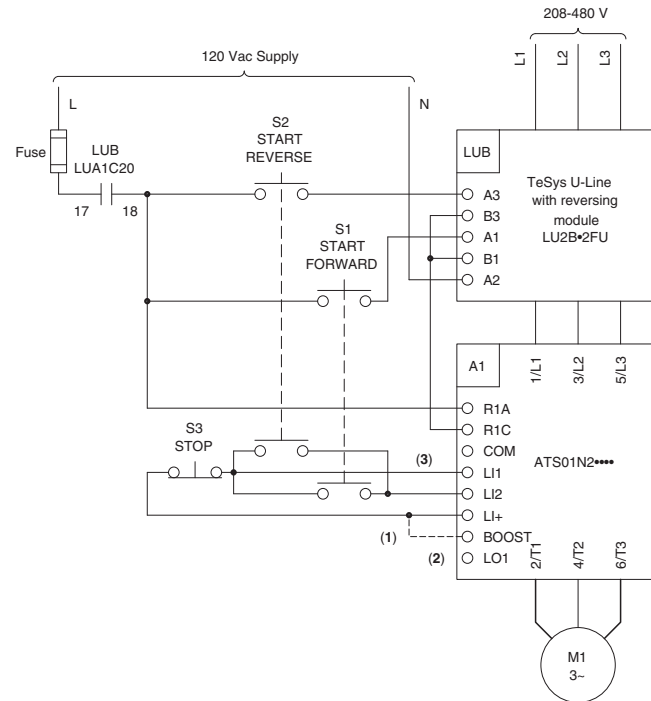 208-480 V
L1
L2
L3
120 Vac Supply
L
N
Fuse
LUB
LUA1C20
17
18
S2
START
REVERSE
S1
START
FORWARD
LUB
TeSys U-Line
with reversing
module
LU2B•2FU
A3
B3
A1
B1
A2
A1
1/L1
3/L2
5/L3
R1A
R1C
COM
LI1
LI2
LI+
BOOST
LO1
ATS01N2••••
S3
STOP
(3)
(1)
(2)
2/T1
4/T2
6/T3
M1
3~